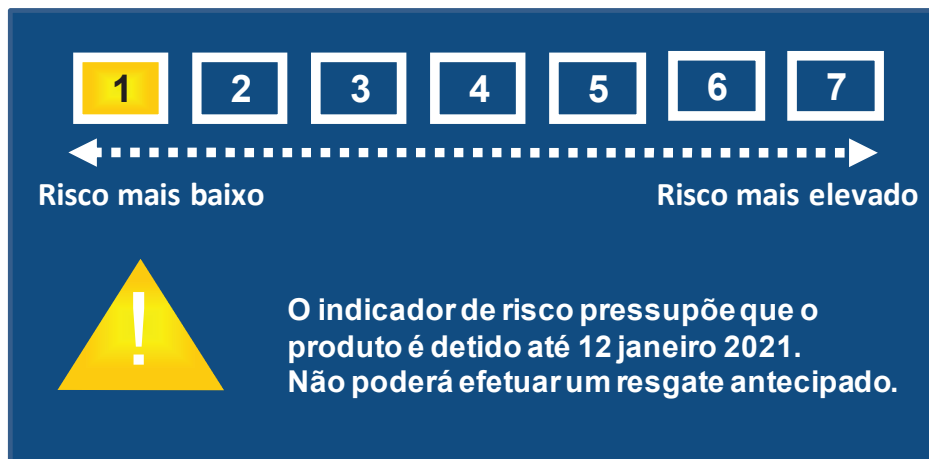 1 2 3 4 5 6 7
Risco mais baixo Risco mais elevado
!
O indicador de risco pressupõe que o
produto é detido até 12 janeiro 2021.
Não poderá efetuar um resgate antecipado.